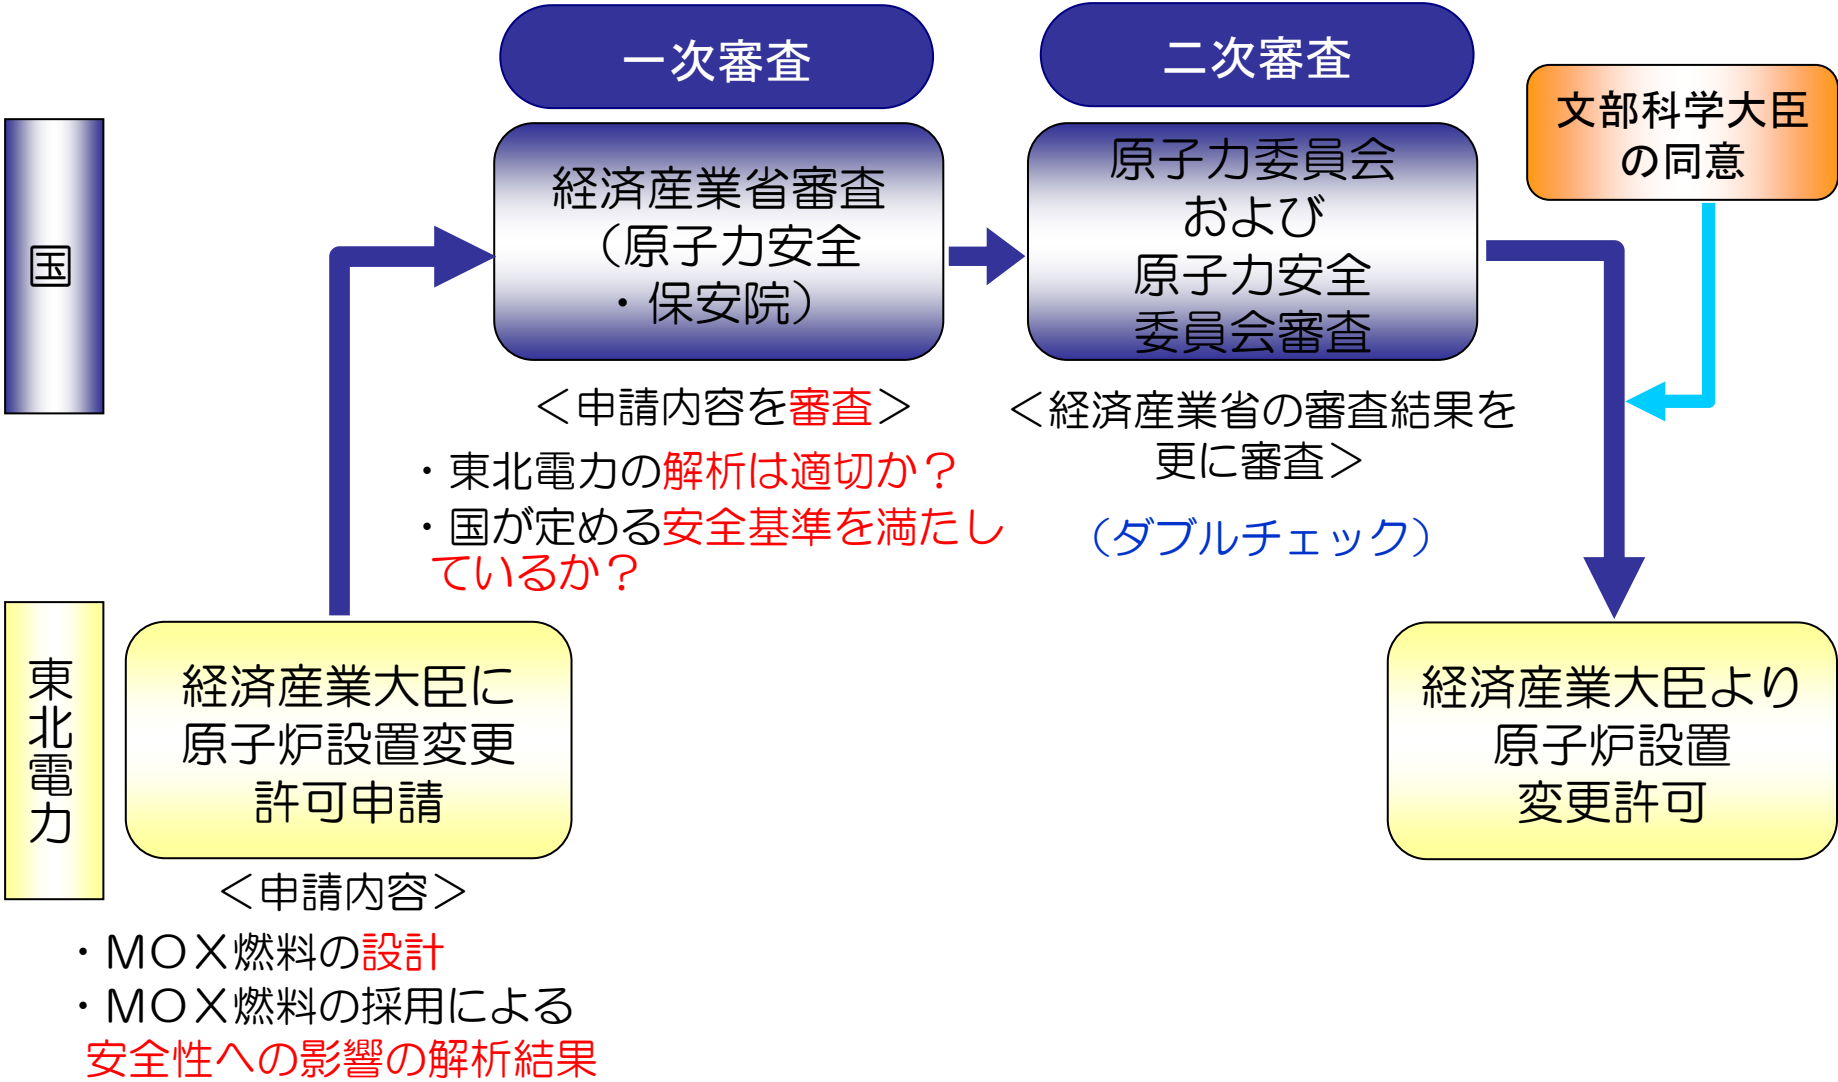 一次審査
二次審査
文部科学大臣
の同意
国
経済産業省審査
（原子力安全
・保安院）
原子力委員会
および
原子力安全
委員会審査
＜申請内容を審査＞
・東北電力の解析は適切か？
・国が定める安全基準を満たし
ているか？
＜経済産業省の審査結果を
更に審査＞
（ダブルチェック）
東北電力
経済産業大臣に
原子炉設置変更
許可申請
経済産業大臣より
原子炉設置
変更許可
＜申請内容＞
・ＭＯＸ燃料の設計
・ＭＯＸ燃料の採用による
安全性への影響の解析結果